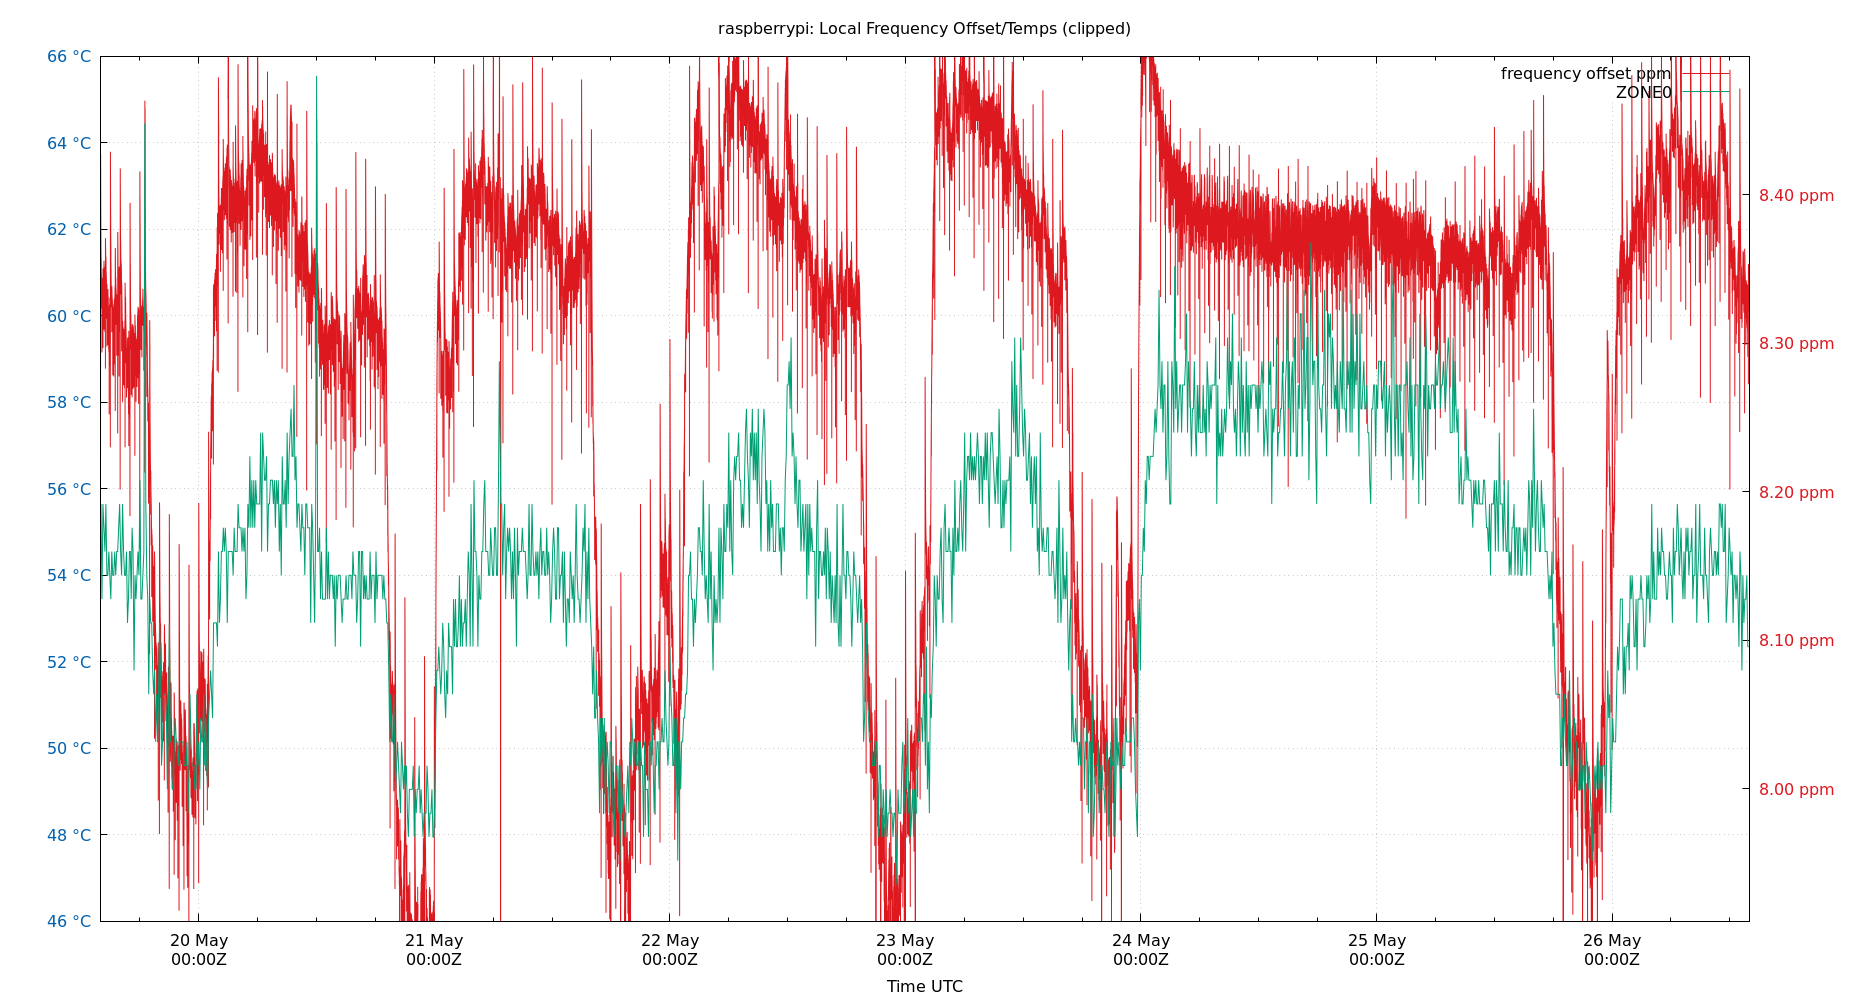 raspberrypi: Local Frequency Offset/Temps (clipped)
66 °C
64 °C
62 °C
60 °C
58 °C
56 °C
54 °C
52 °C
50 °C
48 °C
46 °C
frequency offset ppm
ZONE0
8.40 ppm
8.30 ppm
8.20 ppm
8.10 ppm
8.00 ppm
20 May
00:00Z
21 May
00:00Z
22 May
00:00Z
23 May
00:00Z
24 May
00:00Z
25 May
00:00Z
26 May
00:00Z
Time UTC